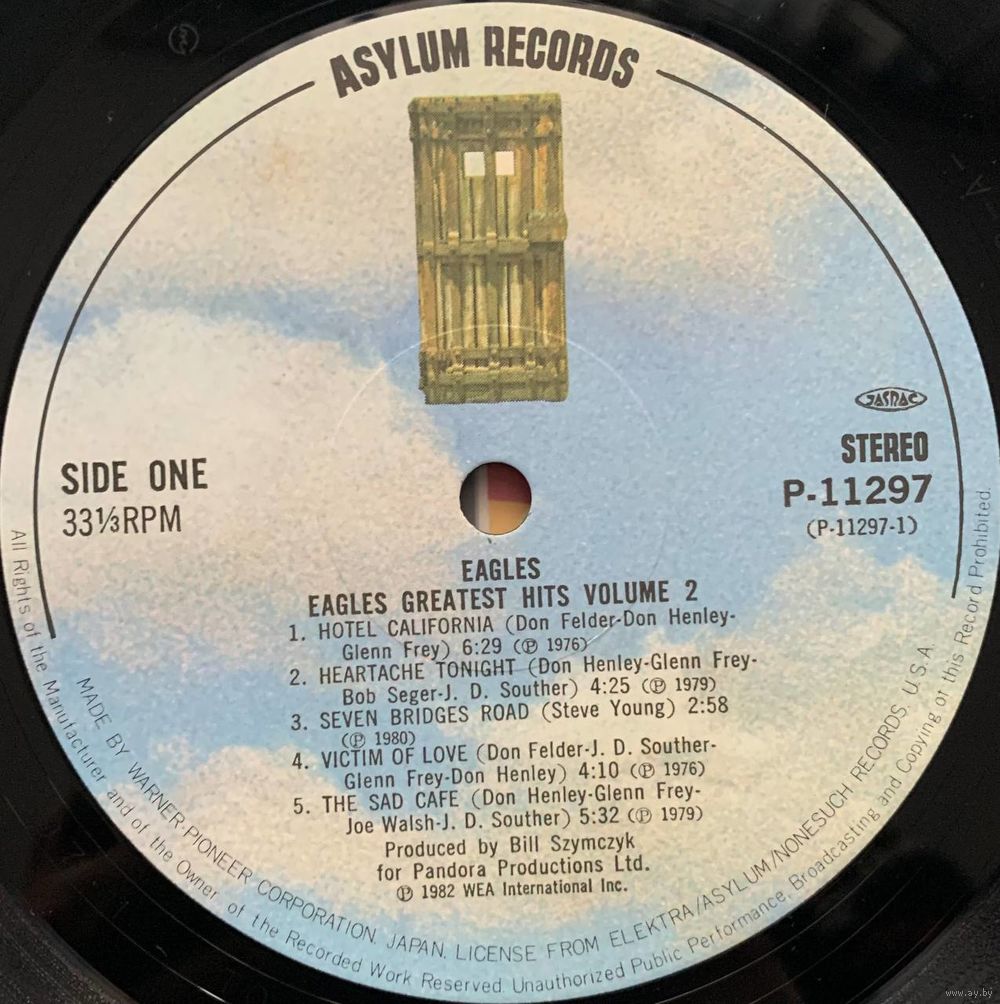 ASYLUM RECORDS
JASRAC
SIDE ONE
33⅓RPM
STEREO
P-11297
(P-11297-1)
EAGLES
EAGLES GREATEST HITS VOLUME 2
1. HOTEL CALIFORNIA (Don Felder-Don Henley-
Glenn Frey) 6:29 (℗ 1976)
2. HEARTACHE TONIGHT (Don Henley-Glenn Frey-
Bob Seger-J. D. Souther) 4:25 (℗ 1979)
3. SEVEN BRIDGES ROAD (Steve Young) 2:58
(℗ 1980)
4. VICTIM OF LOVE (Don Felder-J. D. Souther-
Glenn Frey-Don Henley) 4:10 (℗ 1976)
5. THE SAD CAFE (Don Henley-Glenn Frey-
Joe Walsh-J. D. Souther) 5:32 (℗ 1979)
Produced by Bill Szymczyk
for Pandora Productions Ltd.
℗ 1982 WEA International Inc.
MADE BY WARNER-PIONEER CORPORATION, JAPAN. LICENSE FROM ELEKTRA/ASYLUM/NONESUCH RECORDS, U.S.A.
All Rights of the Manufacturer and of the Owner of the Recorded Work Reserved. Unauthorized Public Performance, Broadcasting and Copying of this Record Prohibited.
www.ay.by